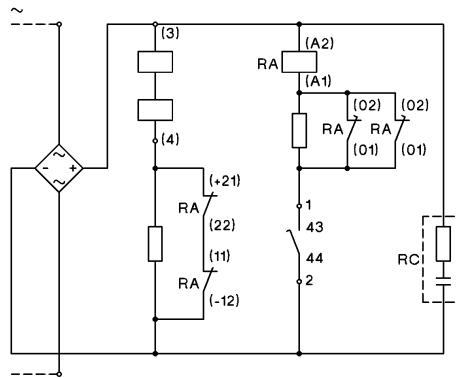 ~
(3)
(A2)
RA
(A1)
(02) (02)
RA RA
(4)
(01) (01)
~
- +
~
(+21)
RA
(22)
1
43
(11)
44
RC
RA
2
(-12)